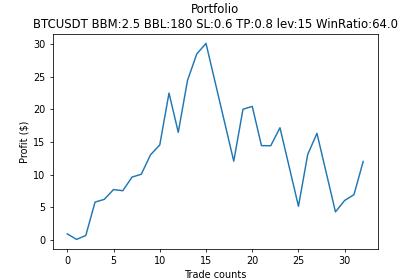 Portfolio
BTCUSDT BBM:2.5 BBL:180 SL:0.6 TP:0.8 lev:15 WinRatio:64.0
30
25
20
15
10
5
0
Profit ($)
0 5 10 15 20 25 30
Trade counts